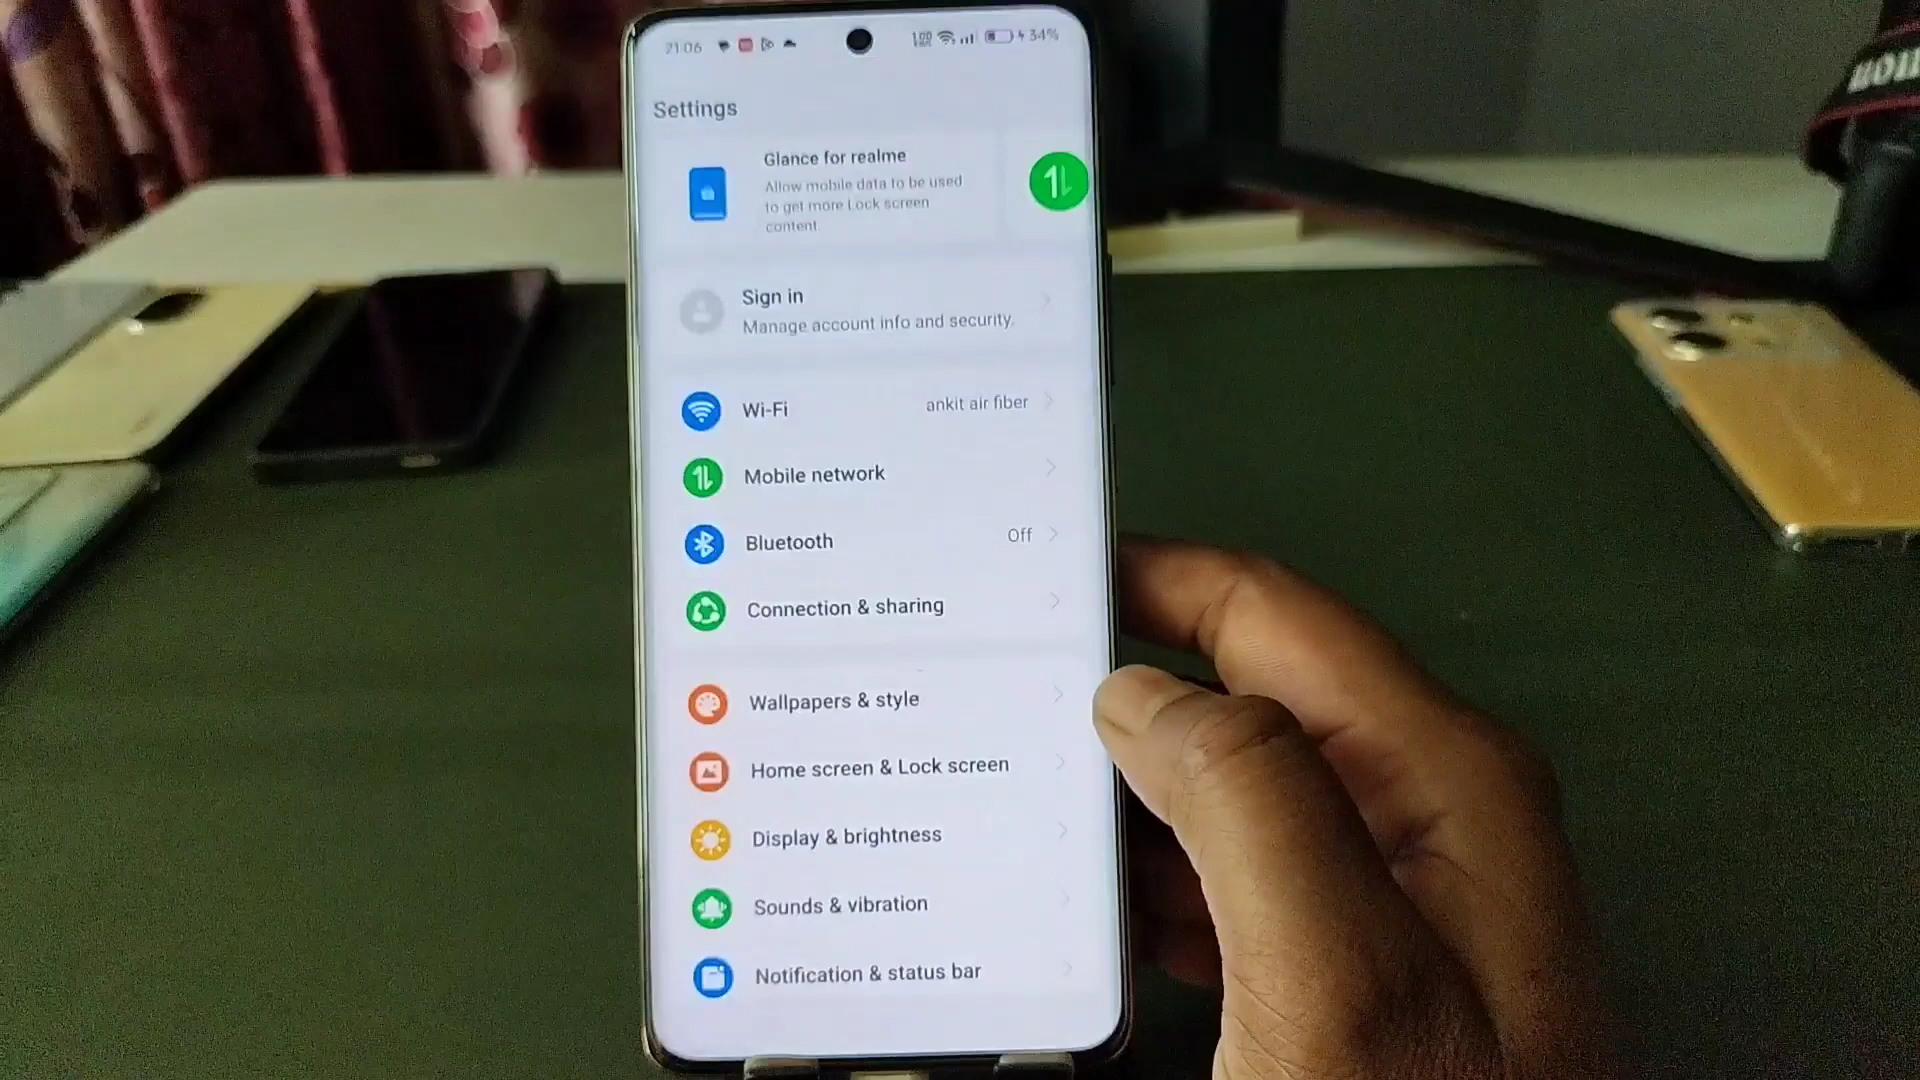 21:06
34%
Settings
Glance for realme
Allow mobile data to be used
to get more Lock screen
content.
Sign in
Manage account info and security.
Wi-Fi
ankit air fiber
Mobile network
Bluetooth
Off
Connection & sharing
Wallpapers & style
Home screen & Lock screen
Display & brightness
Sounds & vibration
Notification & status bar